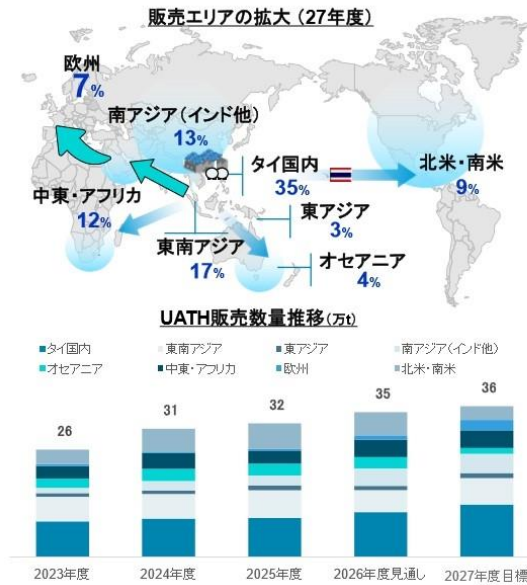 販売エリアの拡大（27年度）
欧州
7%
南アジア（インド他）
13%
タイ国内
35%
北米・南米
9%
中東・アフリカ
12%
東アジア
3%
東南アジア
17%
オセアニア
4%
UATH販売数量推移（万t）
タイ国内 東南アジア 東アジア 南アジア（インド他）
オセアニア 中東・アフリカ 欧州 北米・南米
26 31 32 35 36
2023年度 2024年度 2025年度 2026年度見通し 2027年度目標